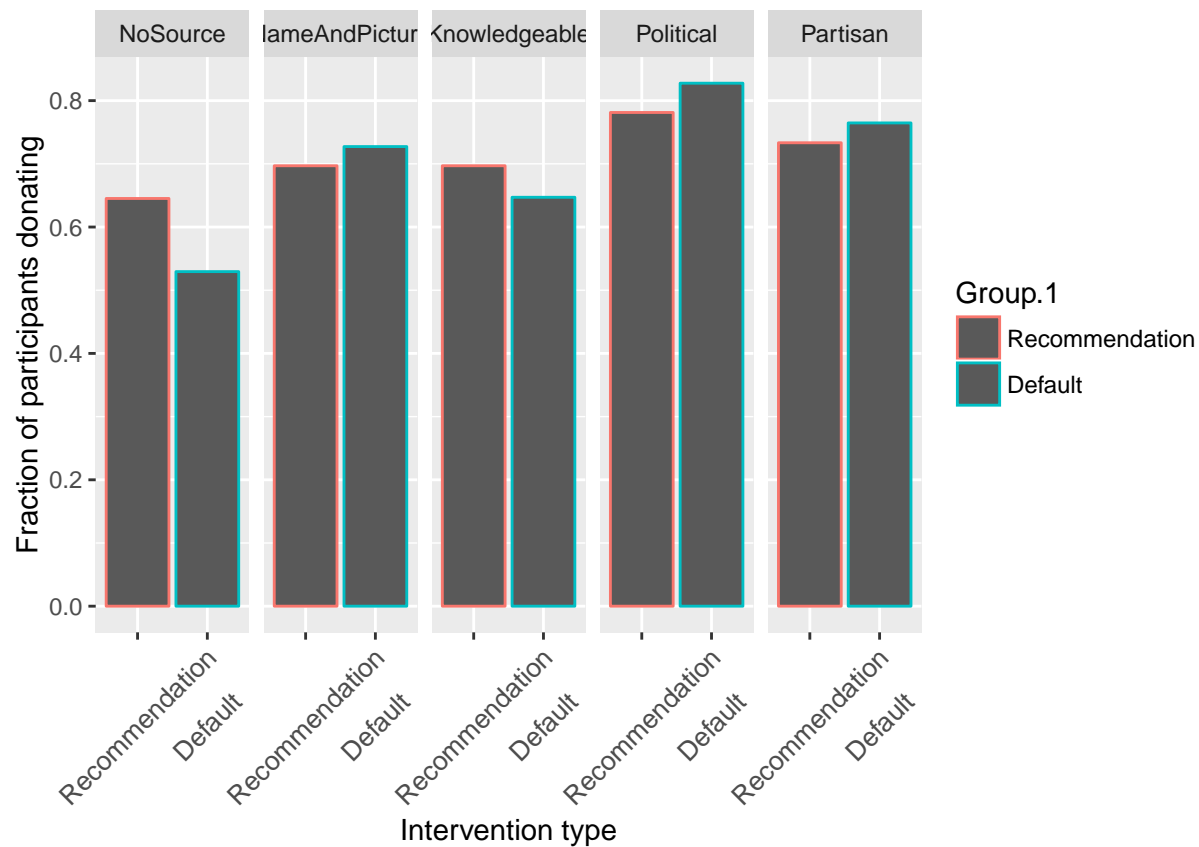 NoSource
lameAndPictur
Knowledgeable
Political
Partisan
Fraction of participants donating
0.8
0.6
0.4
0.2
0.0
Recommendation
Default
Recommendation
Default
Recommendation
Default
Recommendation
Default
Recommendation
Default
Intervention type
Group.1
Recommendation
Default